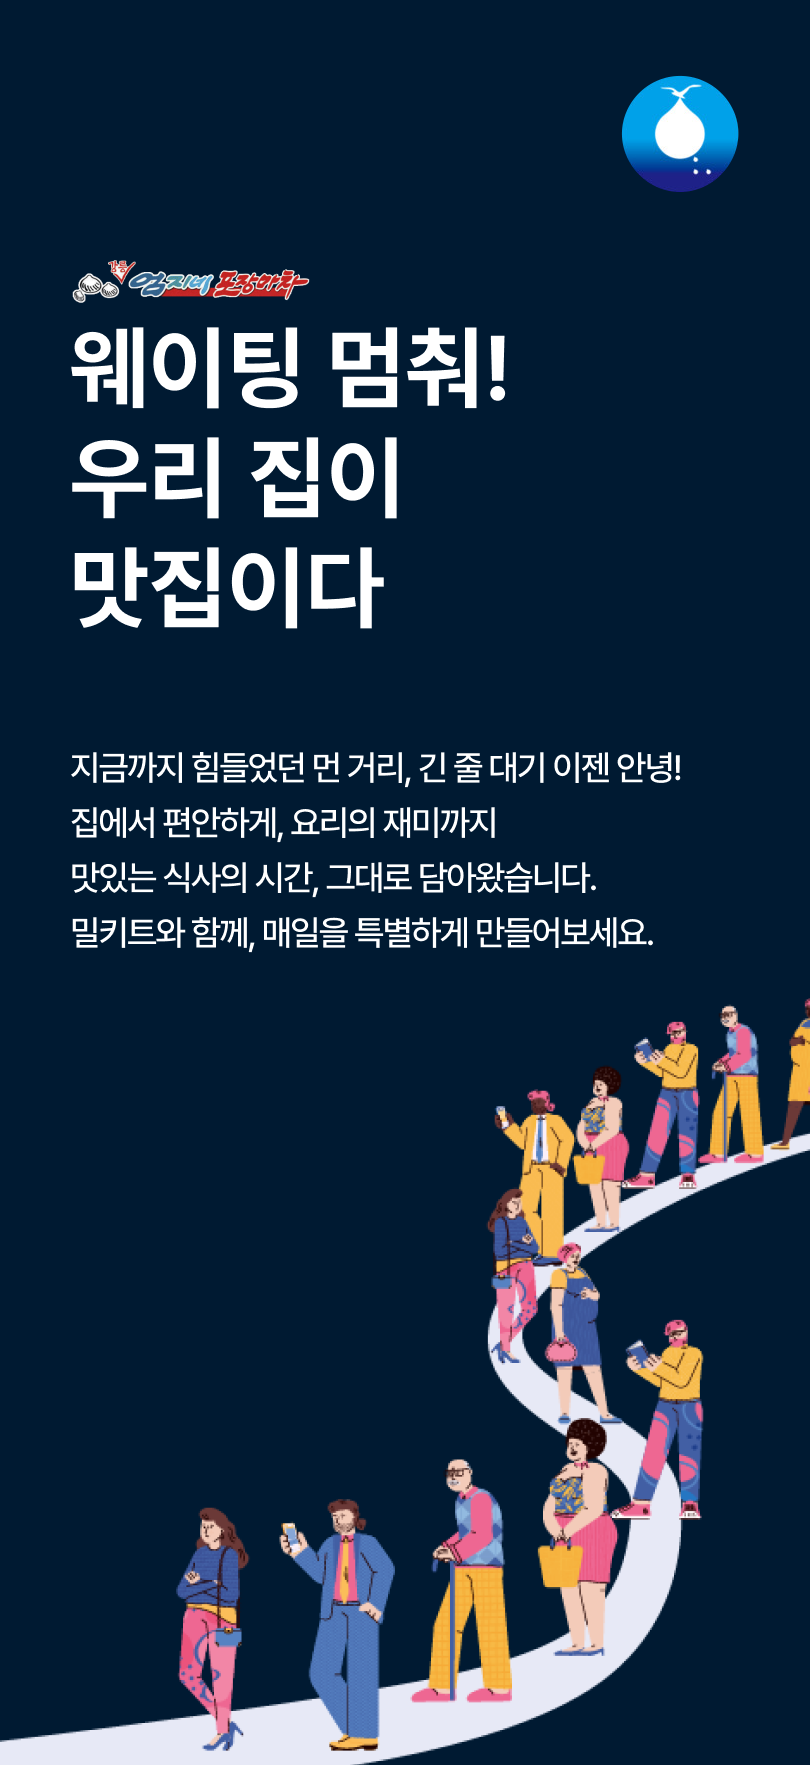 강릉
엄지네 포장마차
웨이팅 멈춰!
우리 집이
맛집이다
지금까지 힘들었던 먼 거리, 긴 줄 대기 이젠 안녕!
집에서 편안하게, 요리의 재미까지
맛있는 식사의 시간, 그대로 담아왔습니다.
밀키트와 함께, 매일을 특별하게 만들어보세요.